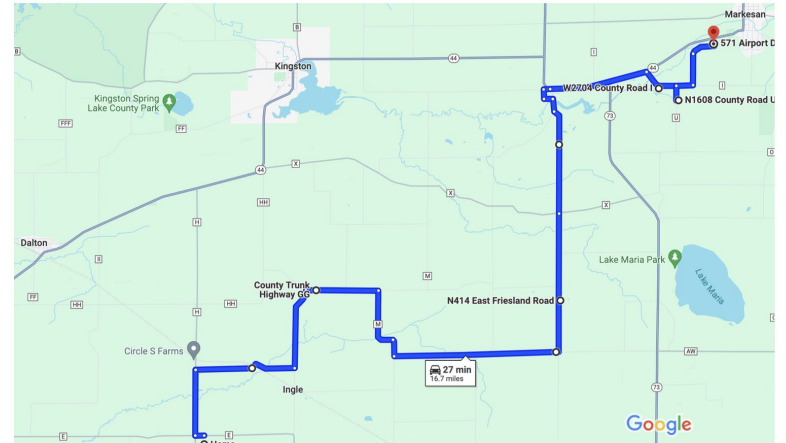 Markesan
B
I
571 Airport D
44
Kingston
44
W2704 County Road I
Kingston Spring
Lake County Park
N1608 County Road U
I
FFF
FF
73
U
D
44
X
X
HH
X
H
Dalton
II
Lake Maria Park
Lake
Maria
M
County Trunk
Highway GG
FF
HH
HH
N414 East Friesland Road
H
M
Circle S Farms
AW
27 min
16.7 miles
Ingle
73
Google
E
E
Home